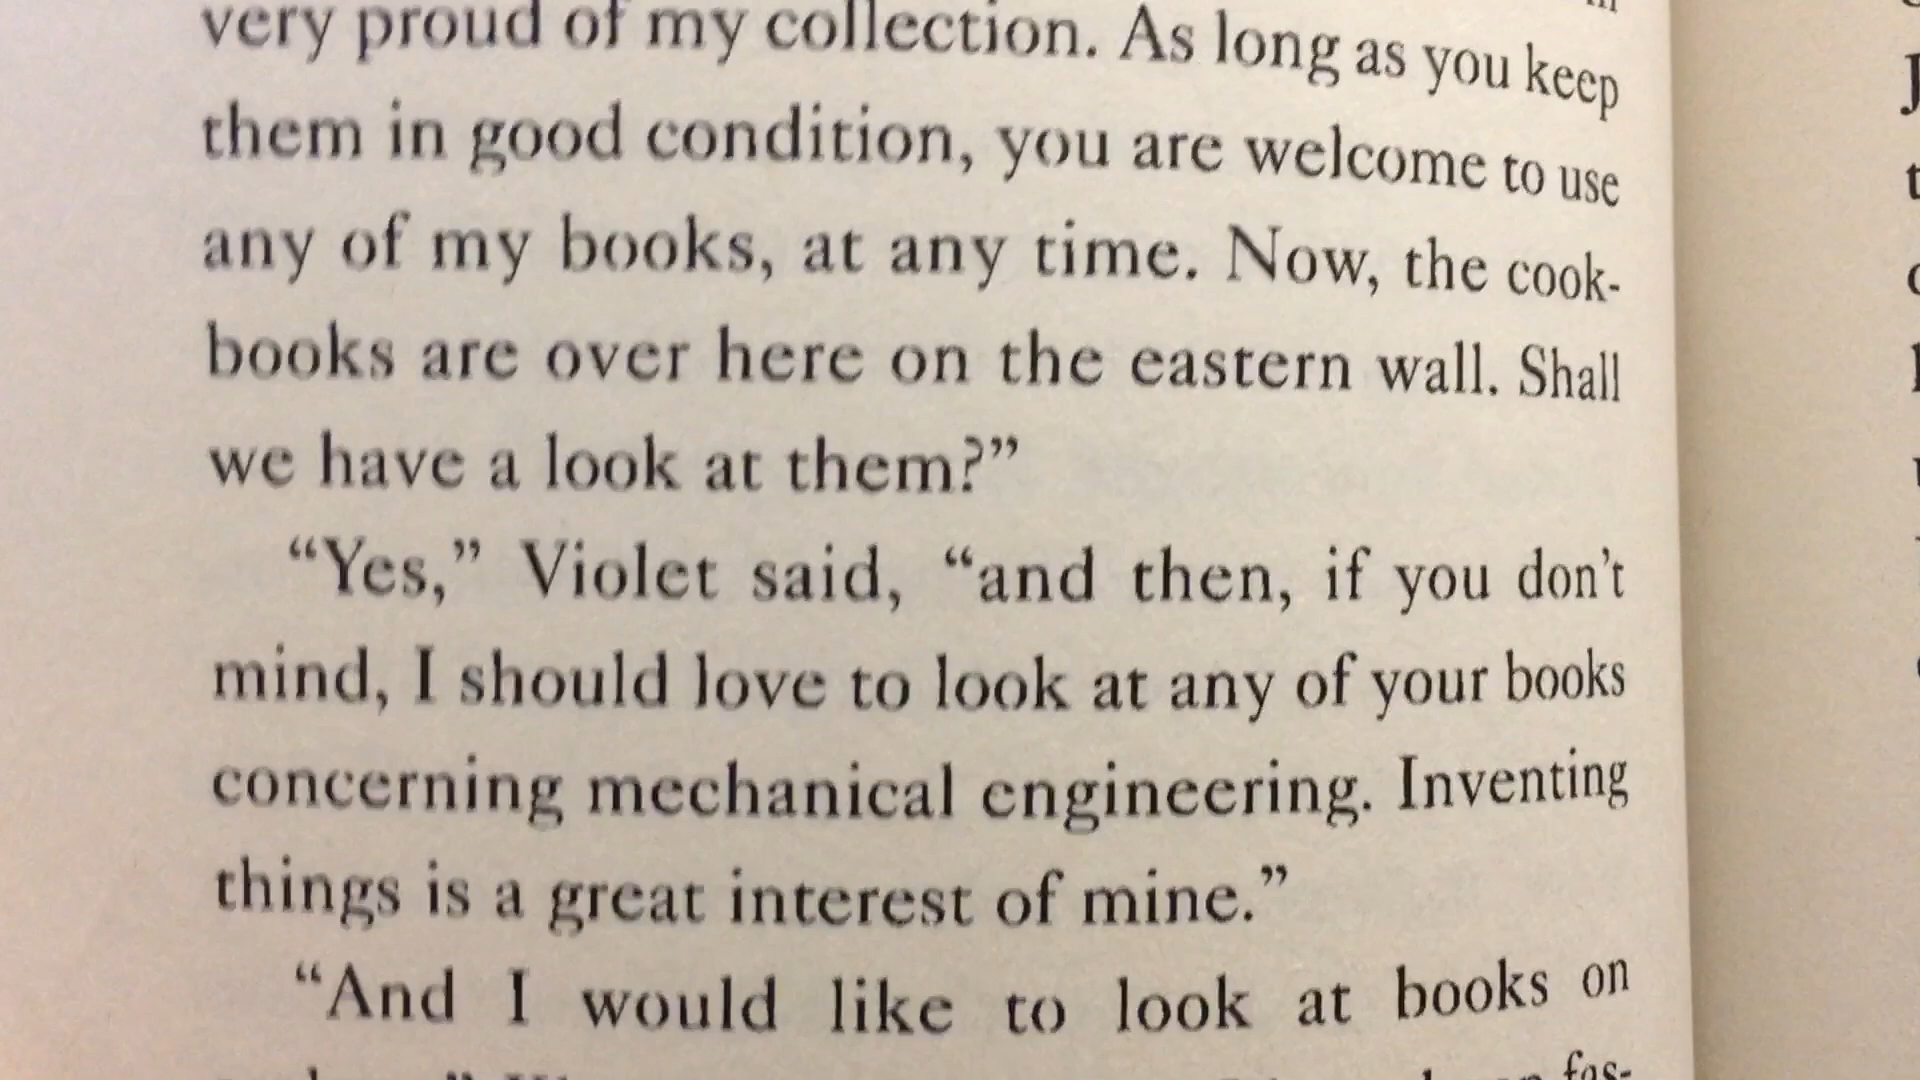 very proud of my collection. As long as you keep
them in good condition, you are welcome to use
any of my books, at any time. Now, the cook-
books are over here on the eastern wall. Shall
we have a look at them?”
“Yes,” Violet said, “and then, if you don’t
mind, I should love to look at any of your books
concerning mechanical engineering. Inventing
things is a great interest of mine.”
“And I would like to look at books on
fas-